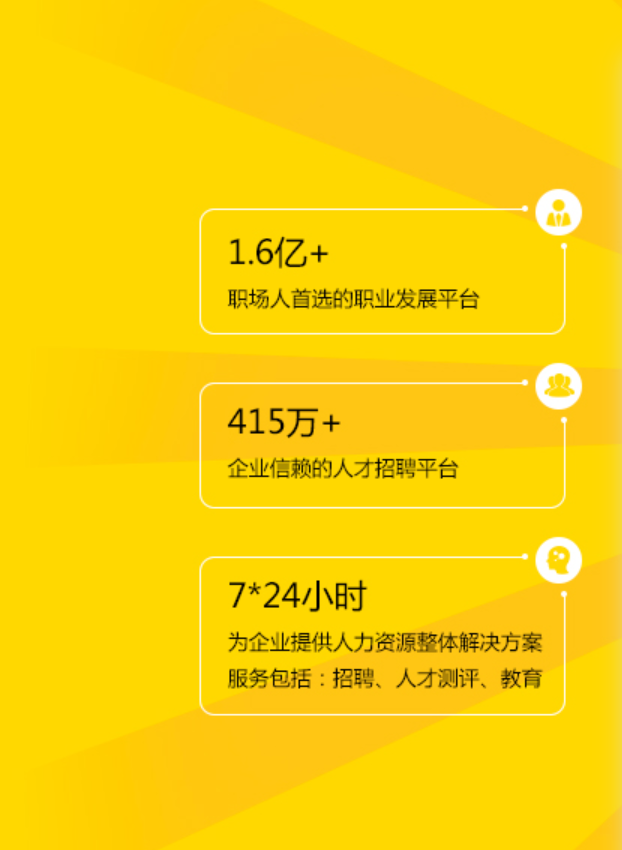 1.6亿+
职场人首选的职业发展平台
415万+
企业信赖的人才招聘平台
7*24小时
为企业提供人力资源整体解决方案
服务包括：招聘、人才测评、教育